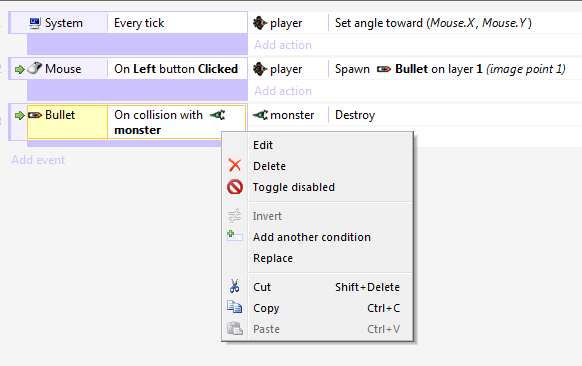 System Every tick player Set angle toward (Mouse.X, Mouse.Y)
Add action
Mouse On Left button Clicked player Spawn Bullet on layer 1 (image point 1)
Add action
3 Bullet On collision with monster Destroy
monster
Add event
Edit
Delete
Toggle disabled
Invert
Add another condition
Replace
Cut Shift+Delete
Copy Ctrl+C
Paste Ctrl+V